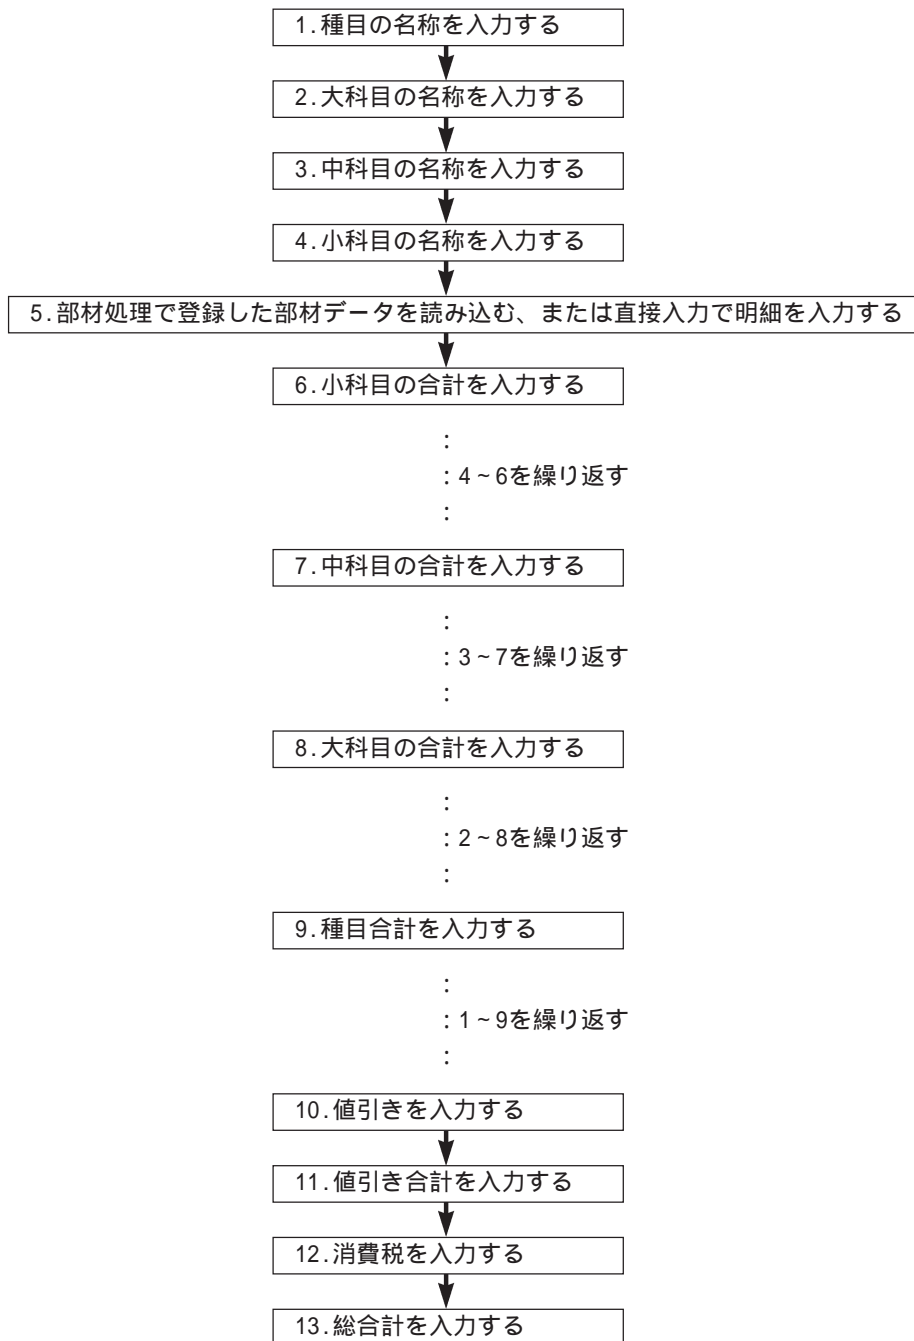 1.種目の名称を入力する
2.大科目の名称を入力する
3.中科目の名称を入力する
4.小科目の名称を入力する
5.部材処理で登録した部材データを読み込む、または直接入力で明細を入力する
6.小科目の合計を入力する
:
:4~6を繰り返す
:
7.中科目の合計を入力する
:
:3~7を繰り返す
:
8.大科目の合計を入力する
:
:2~8を繰り返す
:
9.種目合計を入力する
:
:1~9を繰り返す
:
10.値引きを入力する
11.値引き合計を入力する
12.消費税を入力する
13.総合計を入力する